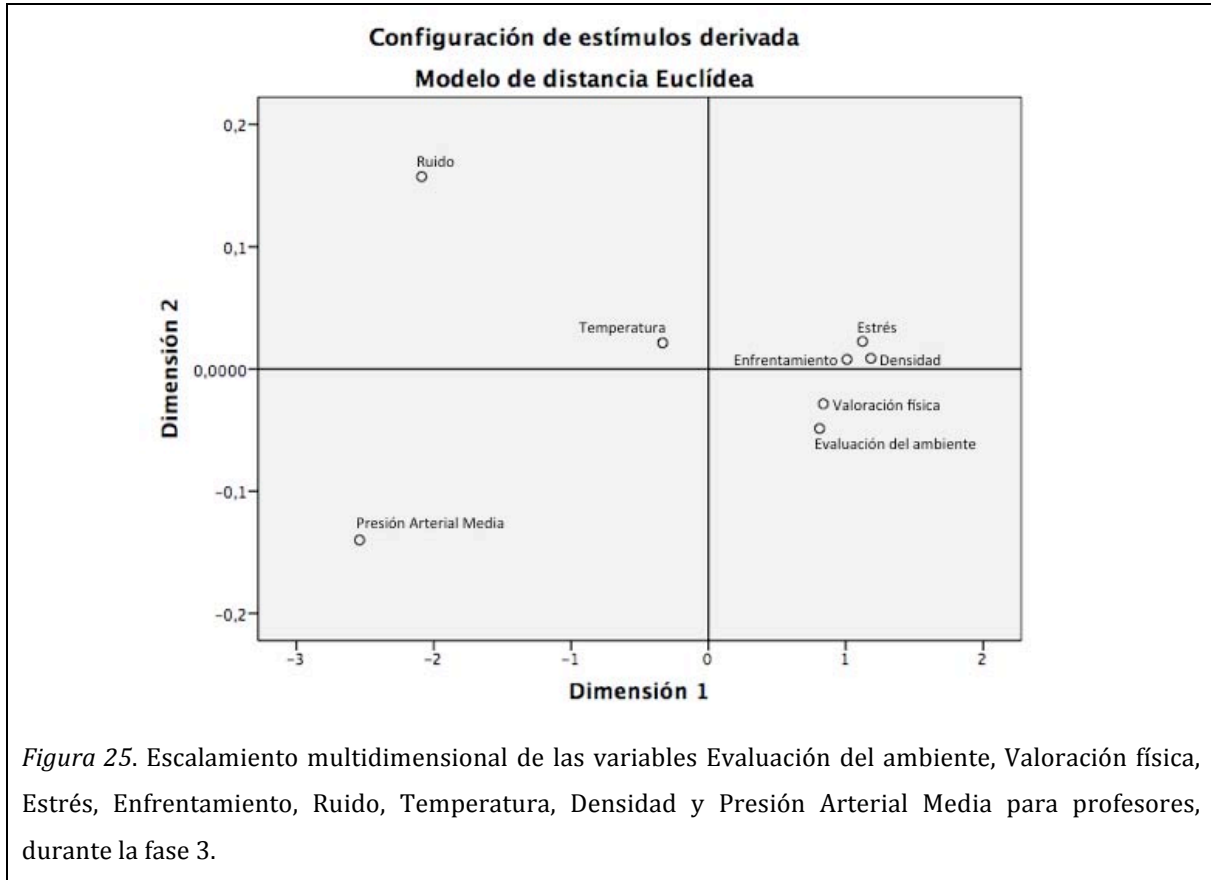 Configuración de estímulos derivada
Modelo de distancia Euclídea
0,2
Ruido
0,1
Dimensión 2
Temperatura
Estrés
Enfrentamiento
Densidad
0,0000
Valoración física
Evaluación del ambiente
-0,1
Presión Arterial Media
-0,2
-3 -2 -1 0 1 2
Dimensión 1
Figura 25. Escalamiento multidimensional de las variables Evaluación del ambiente, Valoración física,
Estrés, Enfrentamiento, Ruido, Temperatura, Densidad y Presión Arterial Media para profesores,
durante la fase 3.